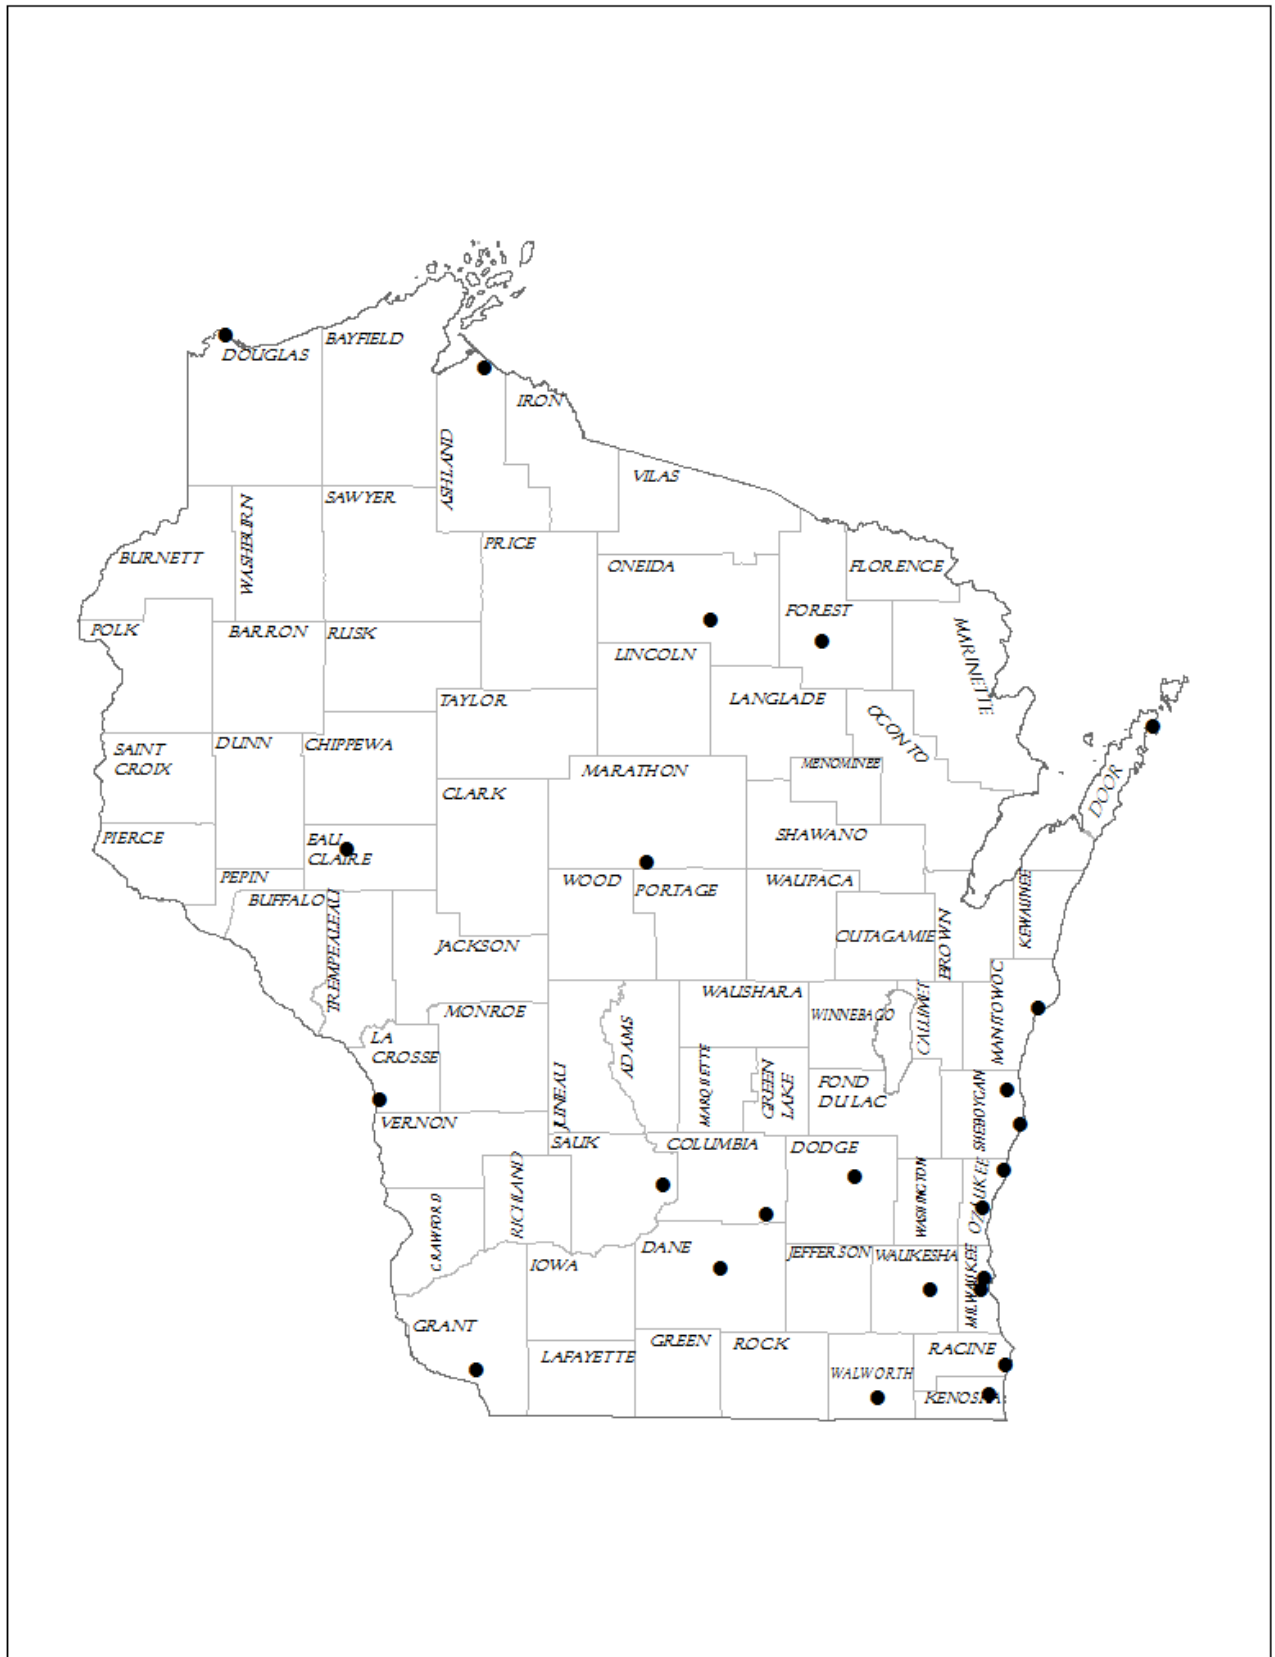 BAYFIELD
DOUGLAS
IRON
ASHLAND
VILAS
SAWYER
WASHBURN
PRICE
BURNETT
ONEIDA
FLORENCE
FOREST
POLK
BARRON
RUSK
MARINETTE
LINCOLN
TAYLOR
LANGLADE
OCONTO
SAINT
CROIX
DUNN
CHIPPEWA
MARATHON
MENOMINEE
DOOR
CLARK
PIERCE
EAU
CLAIRE
SHAWANO
PEPIN
WOOD
PORTAGE
WAUPACA
BUFFALO
TREMPEALEAU
KEWAUNEE
OUTAGAMIE
BROWN
JACKSON
WAUSHARA
MONROE
WINNEBAGO
CALUMET
MANITOWOC
LA
CROSSE
ADAMS
JUNEAU
MARQUETTE
GREEN
LAKE
FOND
DU LAC
SHEBOYGAN
VERNON
SAUK
COLUMBIA
DODGE
RICHLAND
WASHINGTON
OZAUKEE
CRAWFORD
DANE
JEFFERSON
WAUKESHA
MILWAUKEE
IOWA
GRANT
LAFAYETTE
GREEN
ROCK
RACINE
WALWORTH
KENOSHA